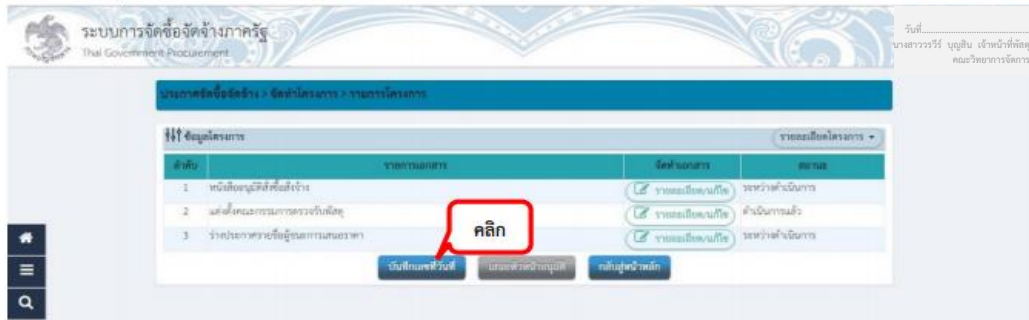 ระบบการจัดซื้อจัดจ้างภาครัฐ
Thai Government Procurement
วันที่
นางสาววรวีร์ บุญสิน เจ้าหน้าที่พัสดุ
คณะวิทยาการจัดการ
ประกาศจัดซื้อจัดจ้าง > จัดทำโครงการ > รายการโครงการ
ข้อมูลโครงการ
รายละเอียดโครงการ
ลำดับ รายการเอกสาร จัดทำเอกสาร สถานะ
1 หนังสืออนุมัติสั่งซื้อสั่งจ้าง รายละเอียด/แก้ไข ระหว่างดำเนินการ
2 แต่งตั้งคณะกรรมการตรวจรับพัสดุ รายละเอียด/แก้ไข ดำเนินการแล้ว
3 ร่างประกาศรายชื่อผู้ชนะการเสนอราคา รายละเอียด/แก้ไข ระหว่างดำเนินการ
คลิก
บันทึกเลขที่วันที่ เสนอหัวหน้าอนุมัติ กลับสู่หน้าหลัก